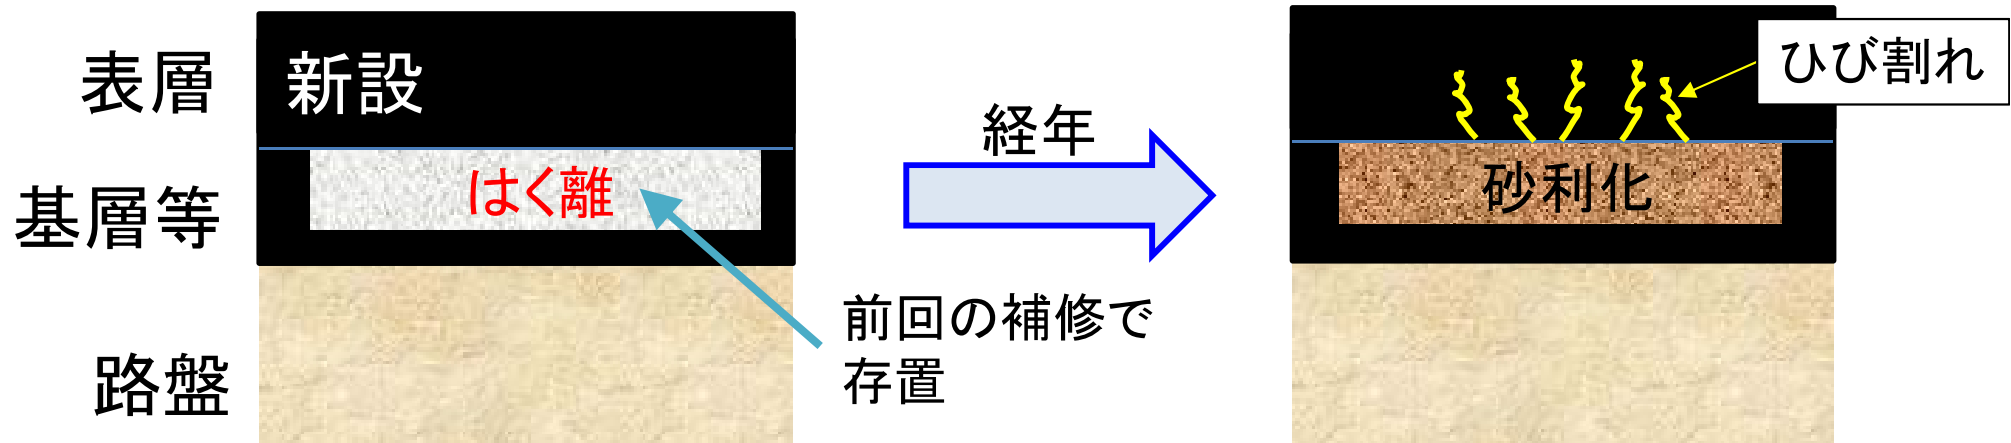 表層
新設
基層等
はく離
路盤
前回の補修で
存置
経年
ひび割れ
砂利化